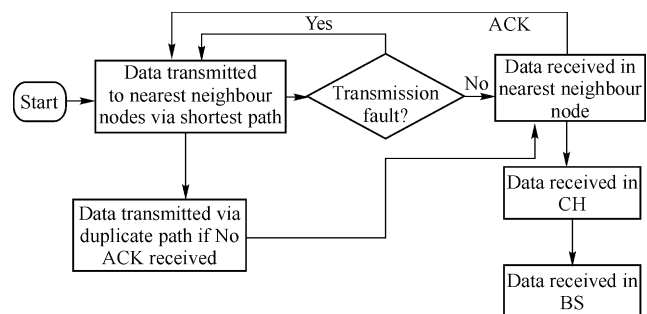 Yes
ACK
Start
Data transmitted
to nearest neighbour
nodes via shortest path
Transmission
fault?
No
Data received in
nearest neighbour
node
Data transmitted via
duplicate path if No
ACK received
Data received in
CH
Data received in
BS